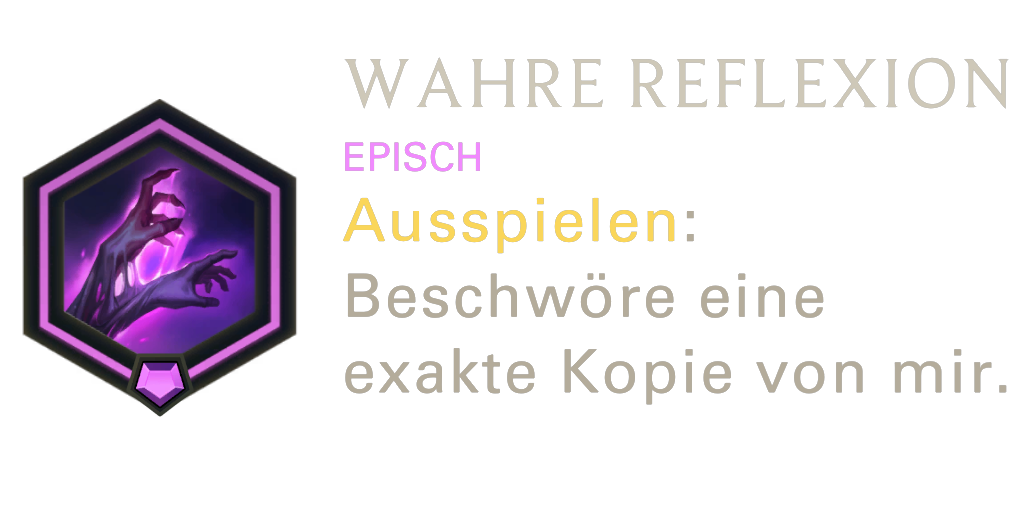 WAHRE REFLEXION
EPISCH
Ausspielen:
Beschwöre eine
exakte Kopie von mir.